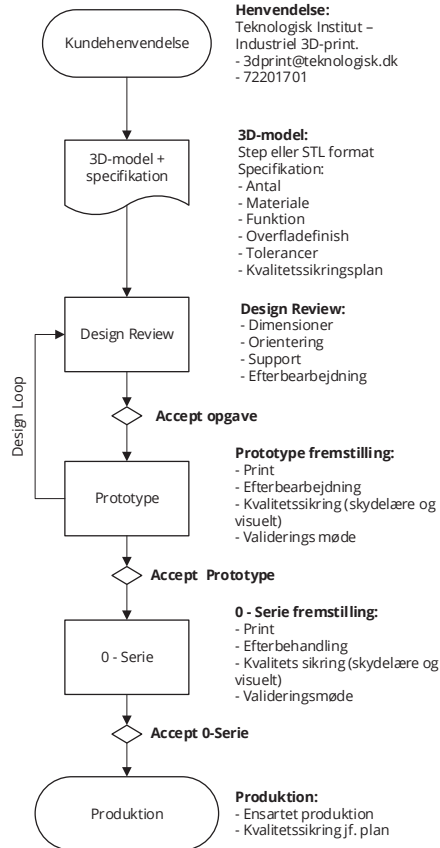 Kundehenvendelse
Henvendelse:
Teknologisk Institut –
Industriel 3D-print.
- 3dprint@teknologisk.dk
- 72201701
3D-model +
specifikation
3D-model:
Step eller STL format
Specifikation:
- Antal
- Materiale
- Funktion
- Overfladefinish
- Tolerancer
- Kvalitetssikringsplan
Design Review
Design Review:
- Dimensioner
- Orientering
- Support
- Efterbearbejdning
Design Loop
Accept opgave
Prototype
Prototype fremstilling:
- Print
- Efterbearbejdning
- Kvalitetssikring (skydelære og
visuelt)
- Validerings møde
Accept Prototype
0 - Serie
0 - Serie fremstilling:
- Print
- Efterbehandling
- Kvalitets sikring (skydelære og
visuelt)
- Valideringsmøde
Accept 0-Serie
Produktion
Produktion:
- Ensartet produktion
- Kvalitetssikring jf. plan